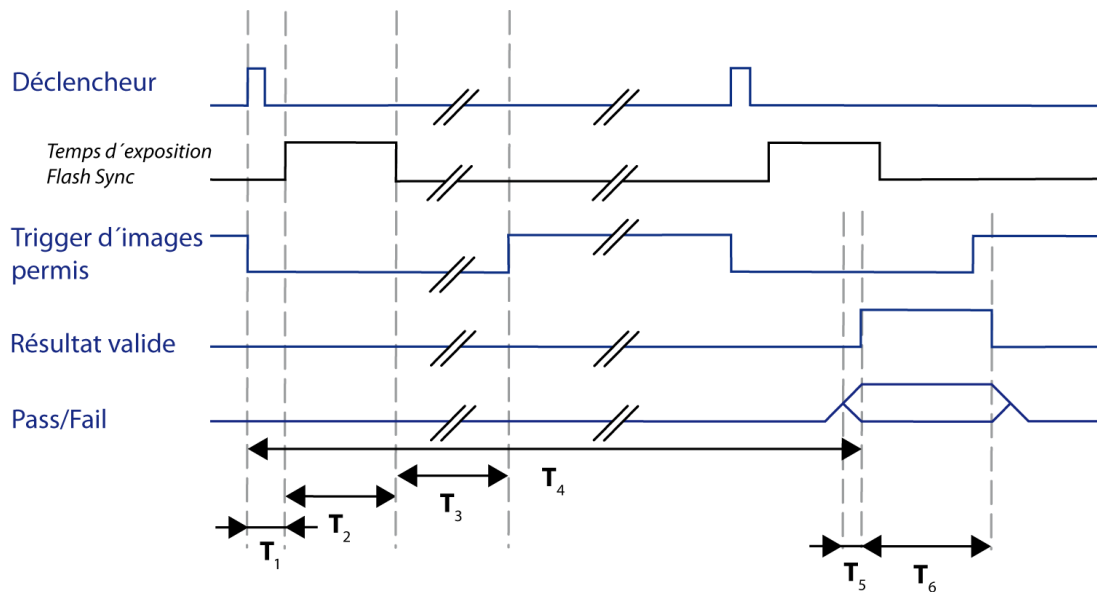 Déclencheur
Temps d´exposition
Flash Sync
Trigger d´images
permis
Résultat valide
Pass/Fail
T4
T3
T2
T1
T5
T6